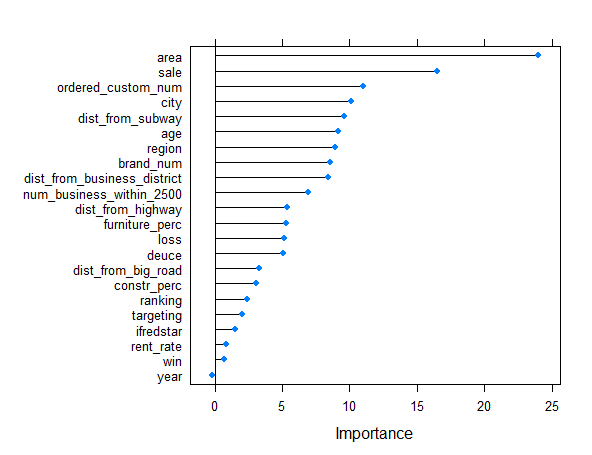 area
sale
ordered_custom_num
city
dist_from_subway
age
region
brand_num
dist_from_business_district
num_business_within_2500
dist_from_highway
furniture_perc
loss
deuce
dist_from_big_road
constr_perc
ranking
targeting
ifredstar
rent_rate
win
year
0 5 10 15 20 25
Importance